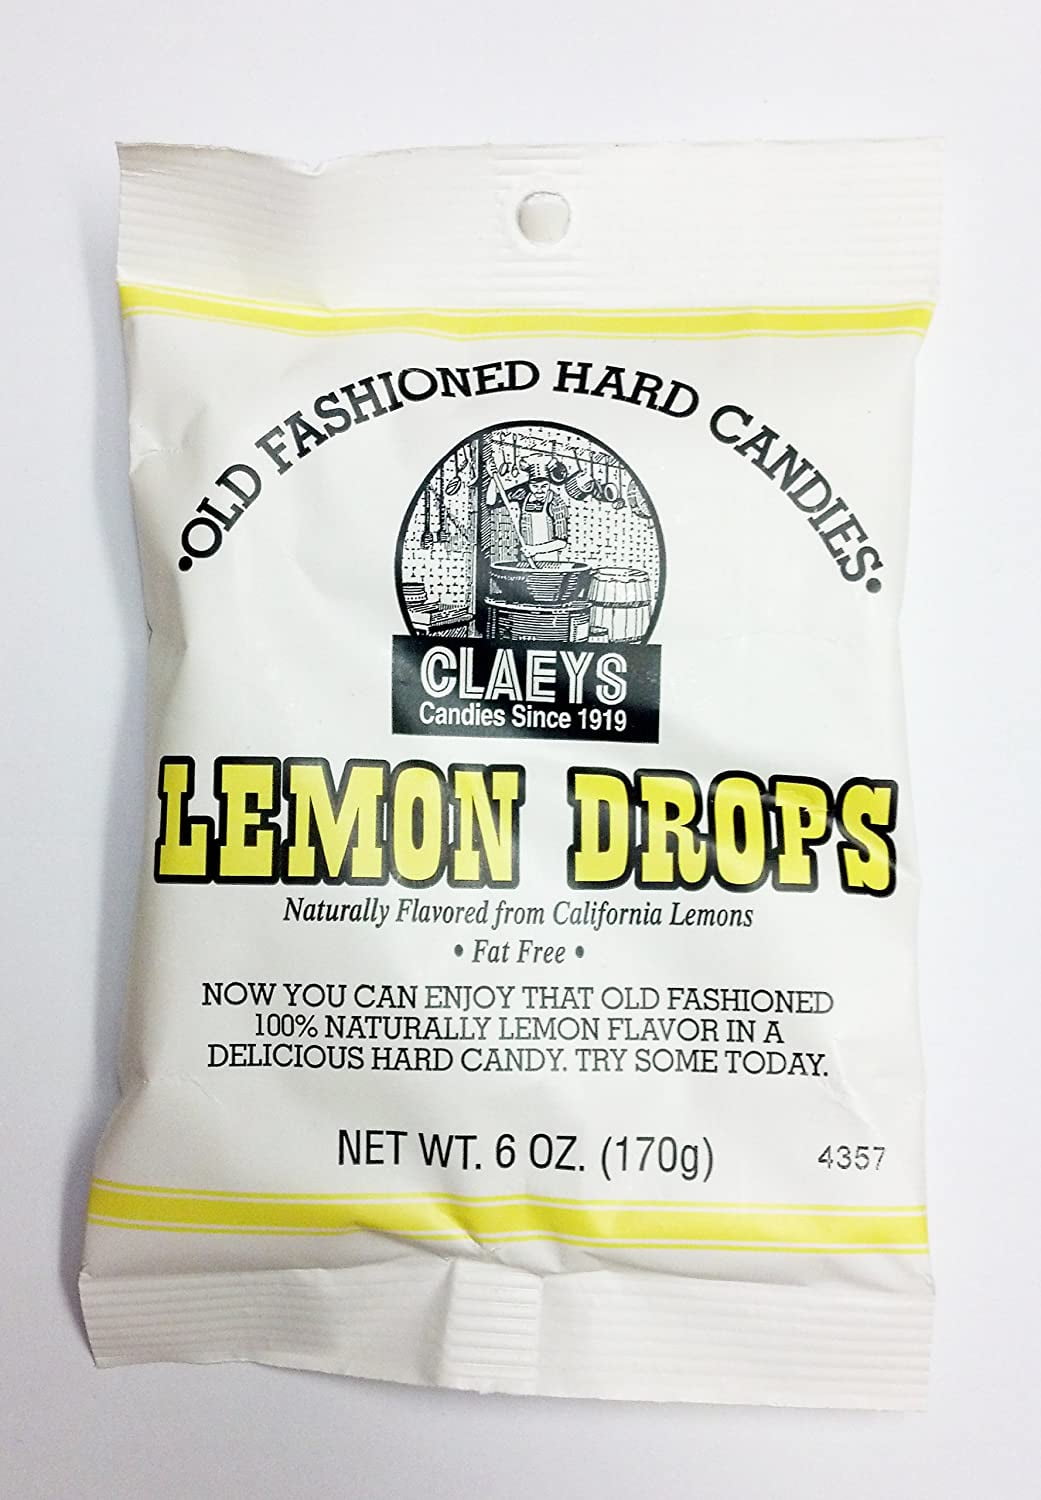 •OLD FASHIONED HARD CANDIES•
CLAEYS
Candies Since 1919
LEMON DROPS
Naturally Flavored from California Lemons
• Fat Free •
NOW YOU CAN ENJOY THAT OLD FASHIONED
100% NATURALLY LEMON FLAVOR IN A
DELICIOUS HARD CANDY. TRY SOME TODAY.
NET WT. 6 OZ. (170g)
4357